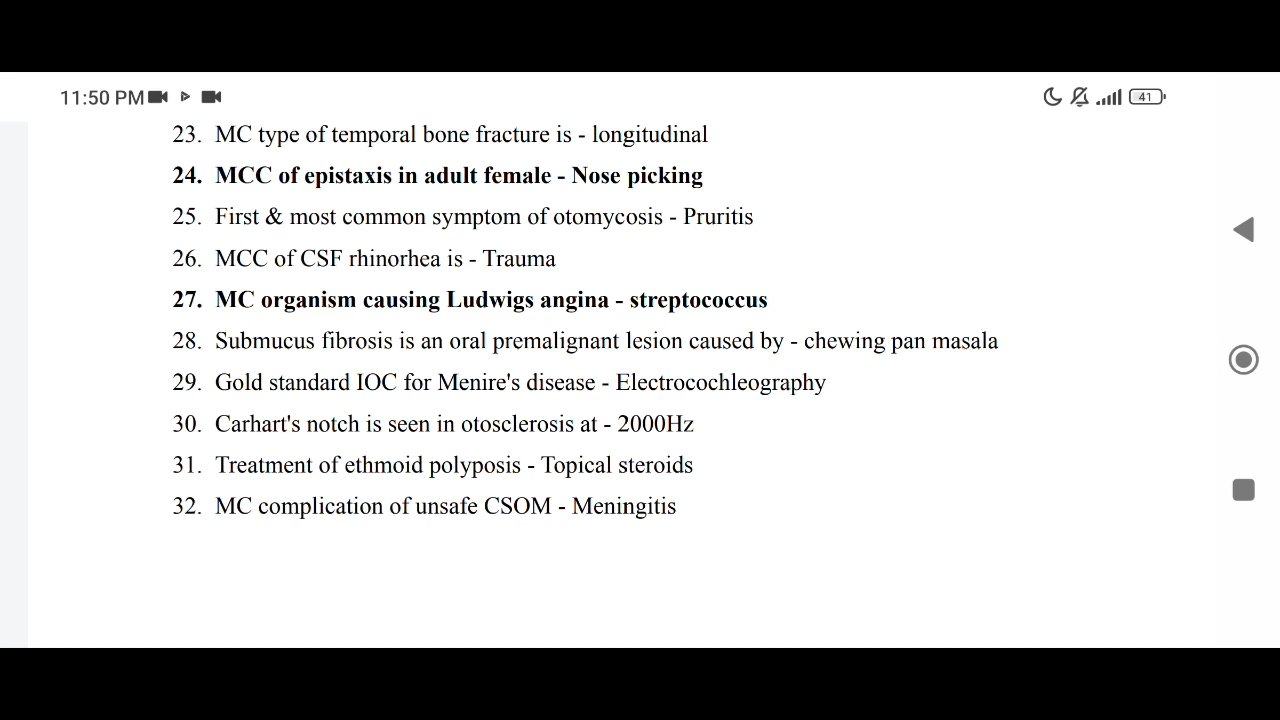 11:50 PM
41
23. MC type of temporal bone fracture is - longitudinal
24. MCC of epistaxis in adult female - Nose picking
25. First & most common symptom of otomycosis - Pruritis
26. MCC of CSF rhinorhea is - Trauma
27. MC organism causing Ludwigs angina - streptococcus
28. Submucus fibrosis is an oral premalignant lesion caused by - chewing pan masala
29. Gold standard IOC for Menire's disease - Electrocochleography
30. Carhart's notch is seen in otosclerosis at - 2000Hz
31. Treatment of ethmoid polyposis - Topical steroids
32. MC complication of unsafe CSOM - Meningitis